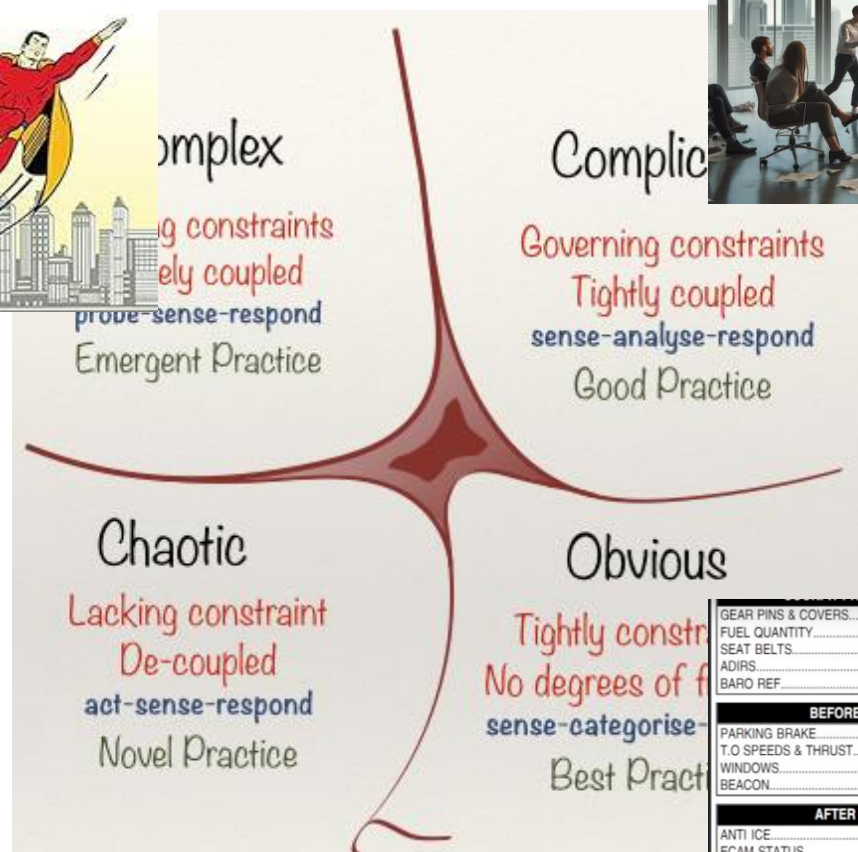 omplex
g constraints
ely coupled
probe-sense-respond
Emergent Practice
Complic
Governing constraints
Tightly coupled
sense-analyse-respond
Good Practice
Chaotic
Lacking constraint
De-coupled
act-sense-respond
Novel Practice
Obvious
Tightly constr
No degrees of f
sense-categorise-
Best Practi
GEAR PINS & COVERS...
FUEL QUANTITY...
SEAT BELTS...
ADIRS...
BARO REF...
BEFORE
PARKING BRAKE...
T.O SPEEDS & THRUST...
WINDOWS...
BEACON...
AFTER
ANTI ICE...
ECAM STATUS...